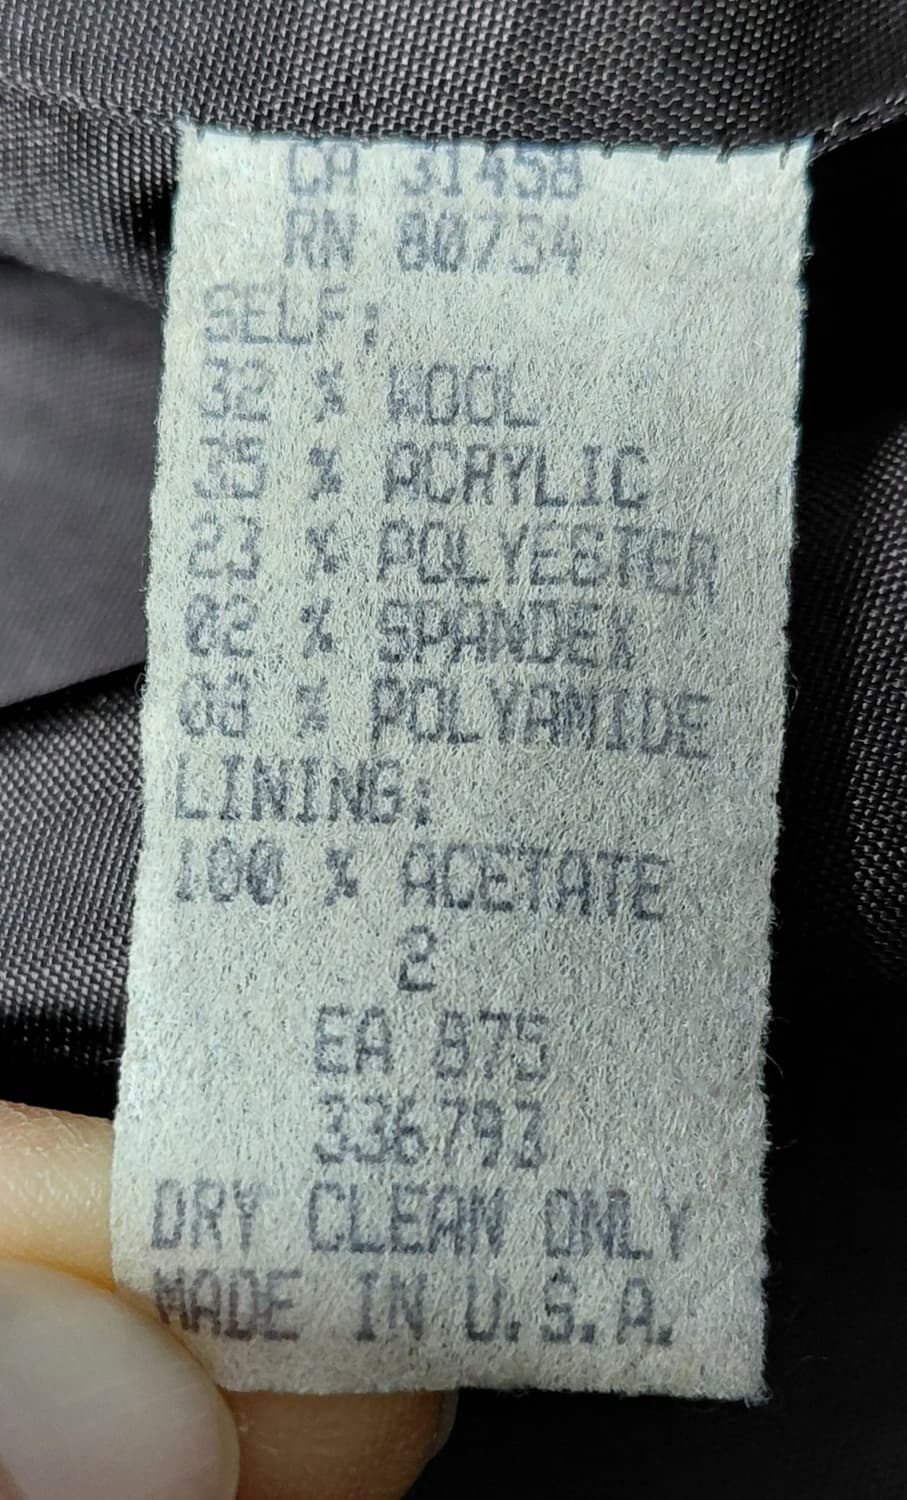 CA 31458
RN 80734
SELF:
32 % WOOL
35 % ACRYLIC
23 % POLYESTER
02 % SPANDEX
08 % POLYAMIDE
LINING:
100 % ACETATE
2
EA 875
336793
DRY CLEAN ONLY
MADE IN U.S.A.